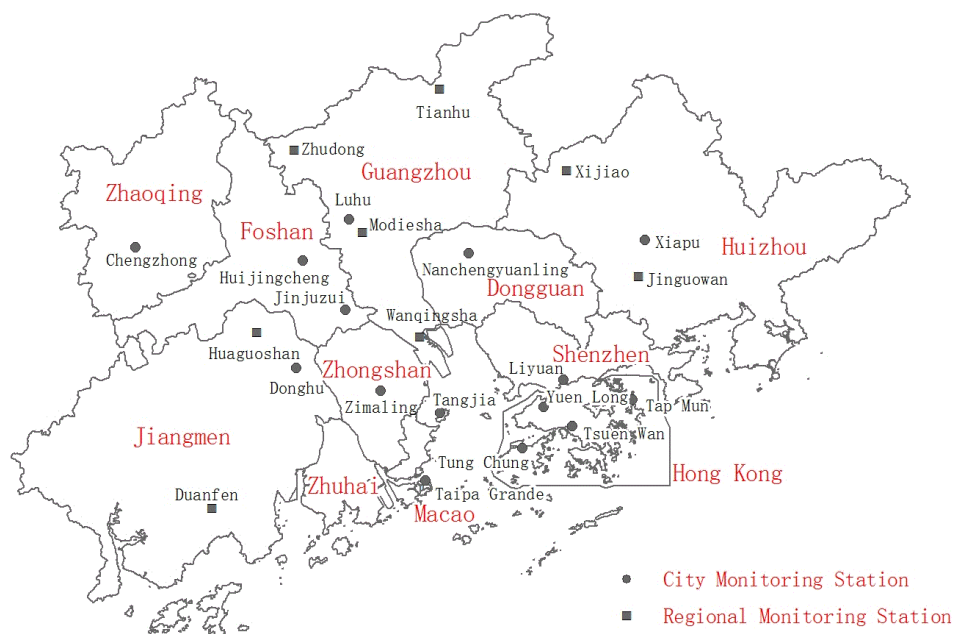 Tianhu
Zhudong
Guangzhou
Xijiao
Zhaoqing
Luhu
Modiesha
Foshan
Xiapu
Huizhou
Chengzhong
Huijingcheng
Nanchengyuanling
Jinguowan
Dongguan
Jinjuzui
Wanqingsha
Huaguoshan
Shenzhen
Liyuan
Zhongshan
Donghu
Zimaling
Tangjia
Yuen Long
Tap Mun
Jiangmen
Tsuen Wan
Tung Chung
Hong Kong
Zhuhai
Duanfen
Taipa Grande
Macao
City Monitoring Station
Regional Monitoring Station